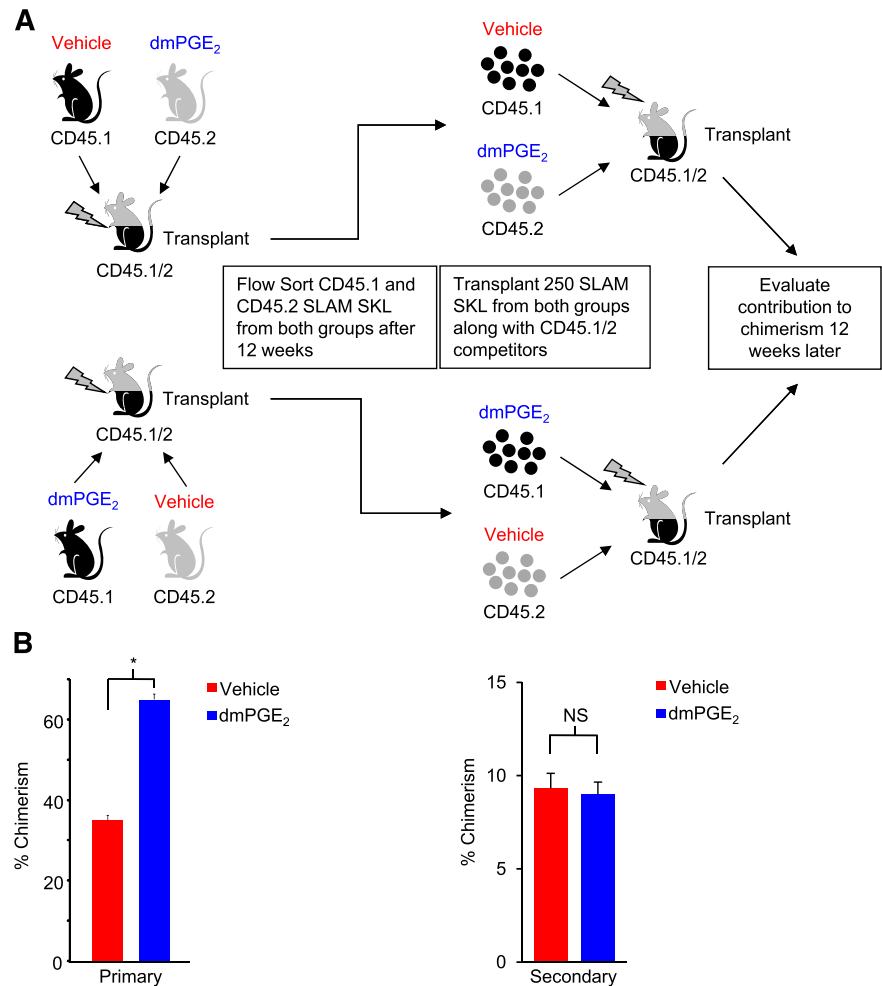 A
Vehicle
dmPGE₂
CD45.1
CD45.2
Transplant
CD45.1/2
Vehicle
CD45.1
dmPGE₂
CD45.2
Transplant
CD45.1/2
Flow Sort CD45.1 and
CD45.2 SLAM SKL
from both groups after
12 weeks
Transplant 250 SLAM
SKL from both groups
along with CD45.1/2
competitors
Evaluate
contribution to
chimerism 12
weeks later
Transplant
CD45.1/2
dmPGE₂
Vehicle
CD45.1
CD45.2
dmPGE₂
CD45.1
Vehicle
CD45.2
Transplant
CD45.1/2
B
*
Vehicle
dmPGE₂
% Chimerism
60
40
20
0
Primary
NS
Vehicle
dmPGE₂
% Chimerism
15
10
5
0
Secondary